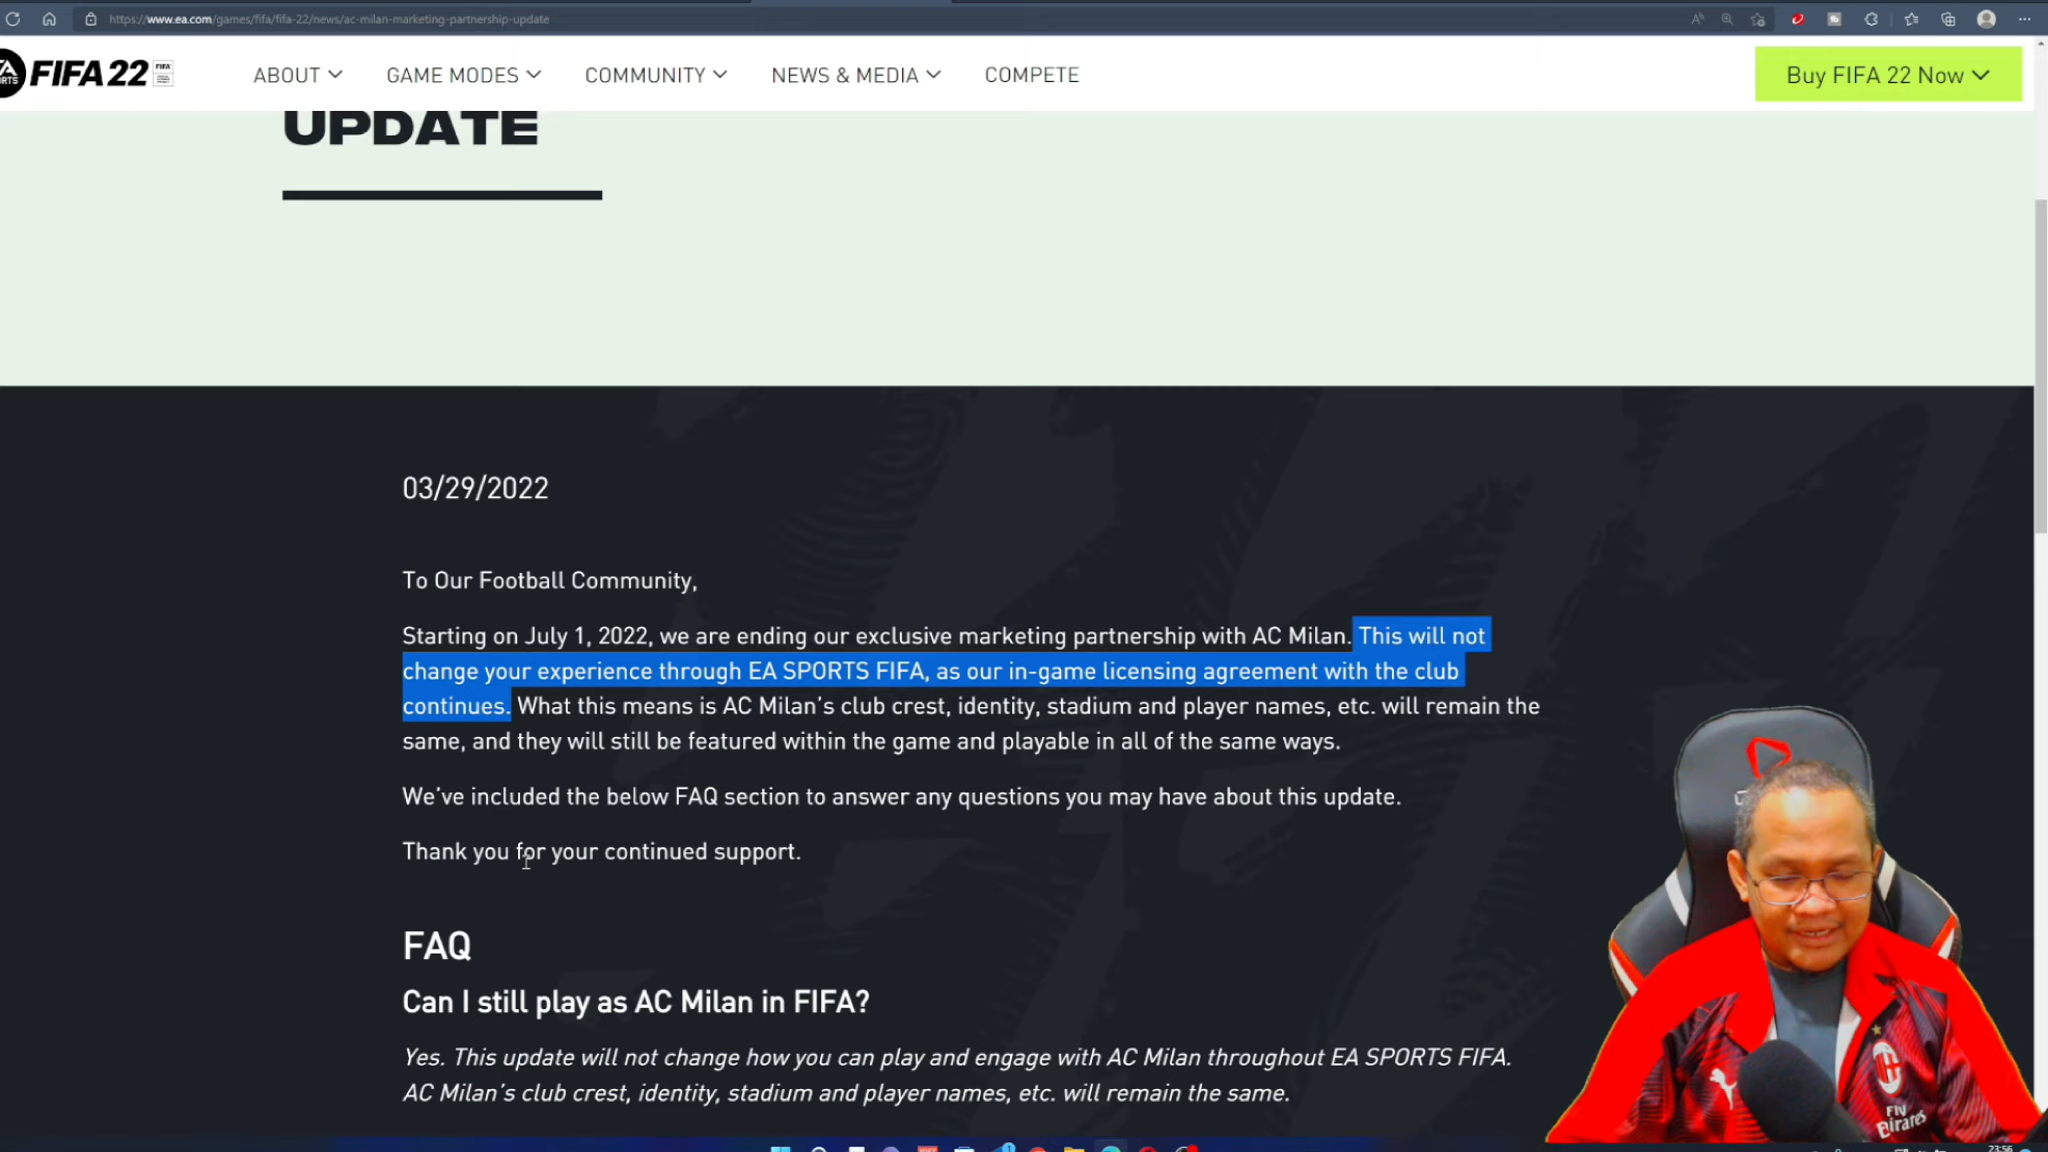 https://www.ea.com/games/fifa/fifa-22/news/ac-milan-marketing-partnership-update
FIFA 22 FIFA
ABOUT GAME MODES COMMUNITY NEWS & MEDIA COMPETE Buy FIFA 22 Now
UPDATE
03/29/2022
To Our Football Community,
Starting on July 1, 2022, we are ending our exclusive marketing partnership with AC Milan. This will not
change your experience through EA SPORTS FIFA, as our in-game licensing agreement with the club
continues. What this means is AC Milan's club crest, identity, stadium and player names, etc. will remain the
same, and they will still be featured within the game and playable in all of the same ways.
We've included the below FAQ section to answer any questions you may have about this update.
Thank you for your continued support.
FAQ
Can I still play as AC Milan in FIFA?
Yes. This update will not change how you can play and engage with AC Milan throughout EA SPORTS FIFA.
AC Milan's club crest, identity, stadium and player names, etc. will remain the same.
Fly
Emirates
23:56